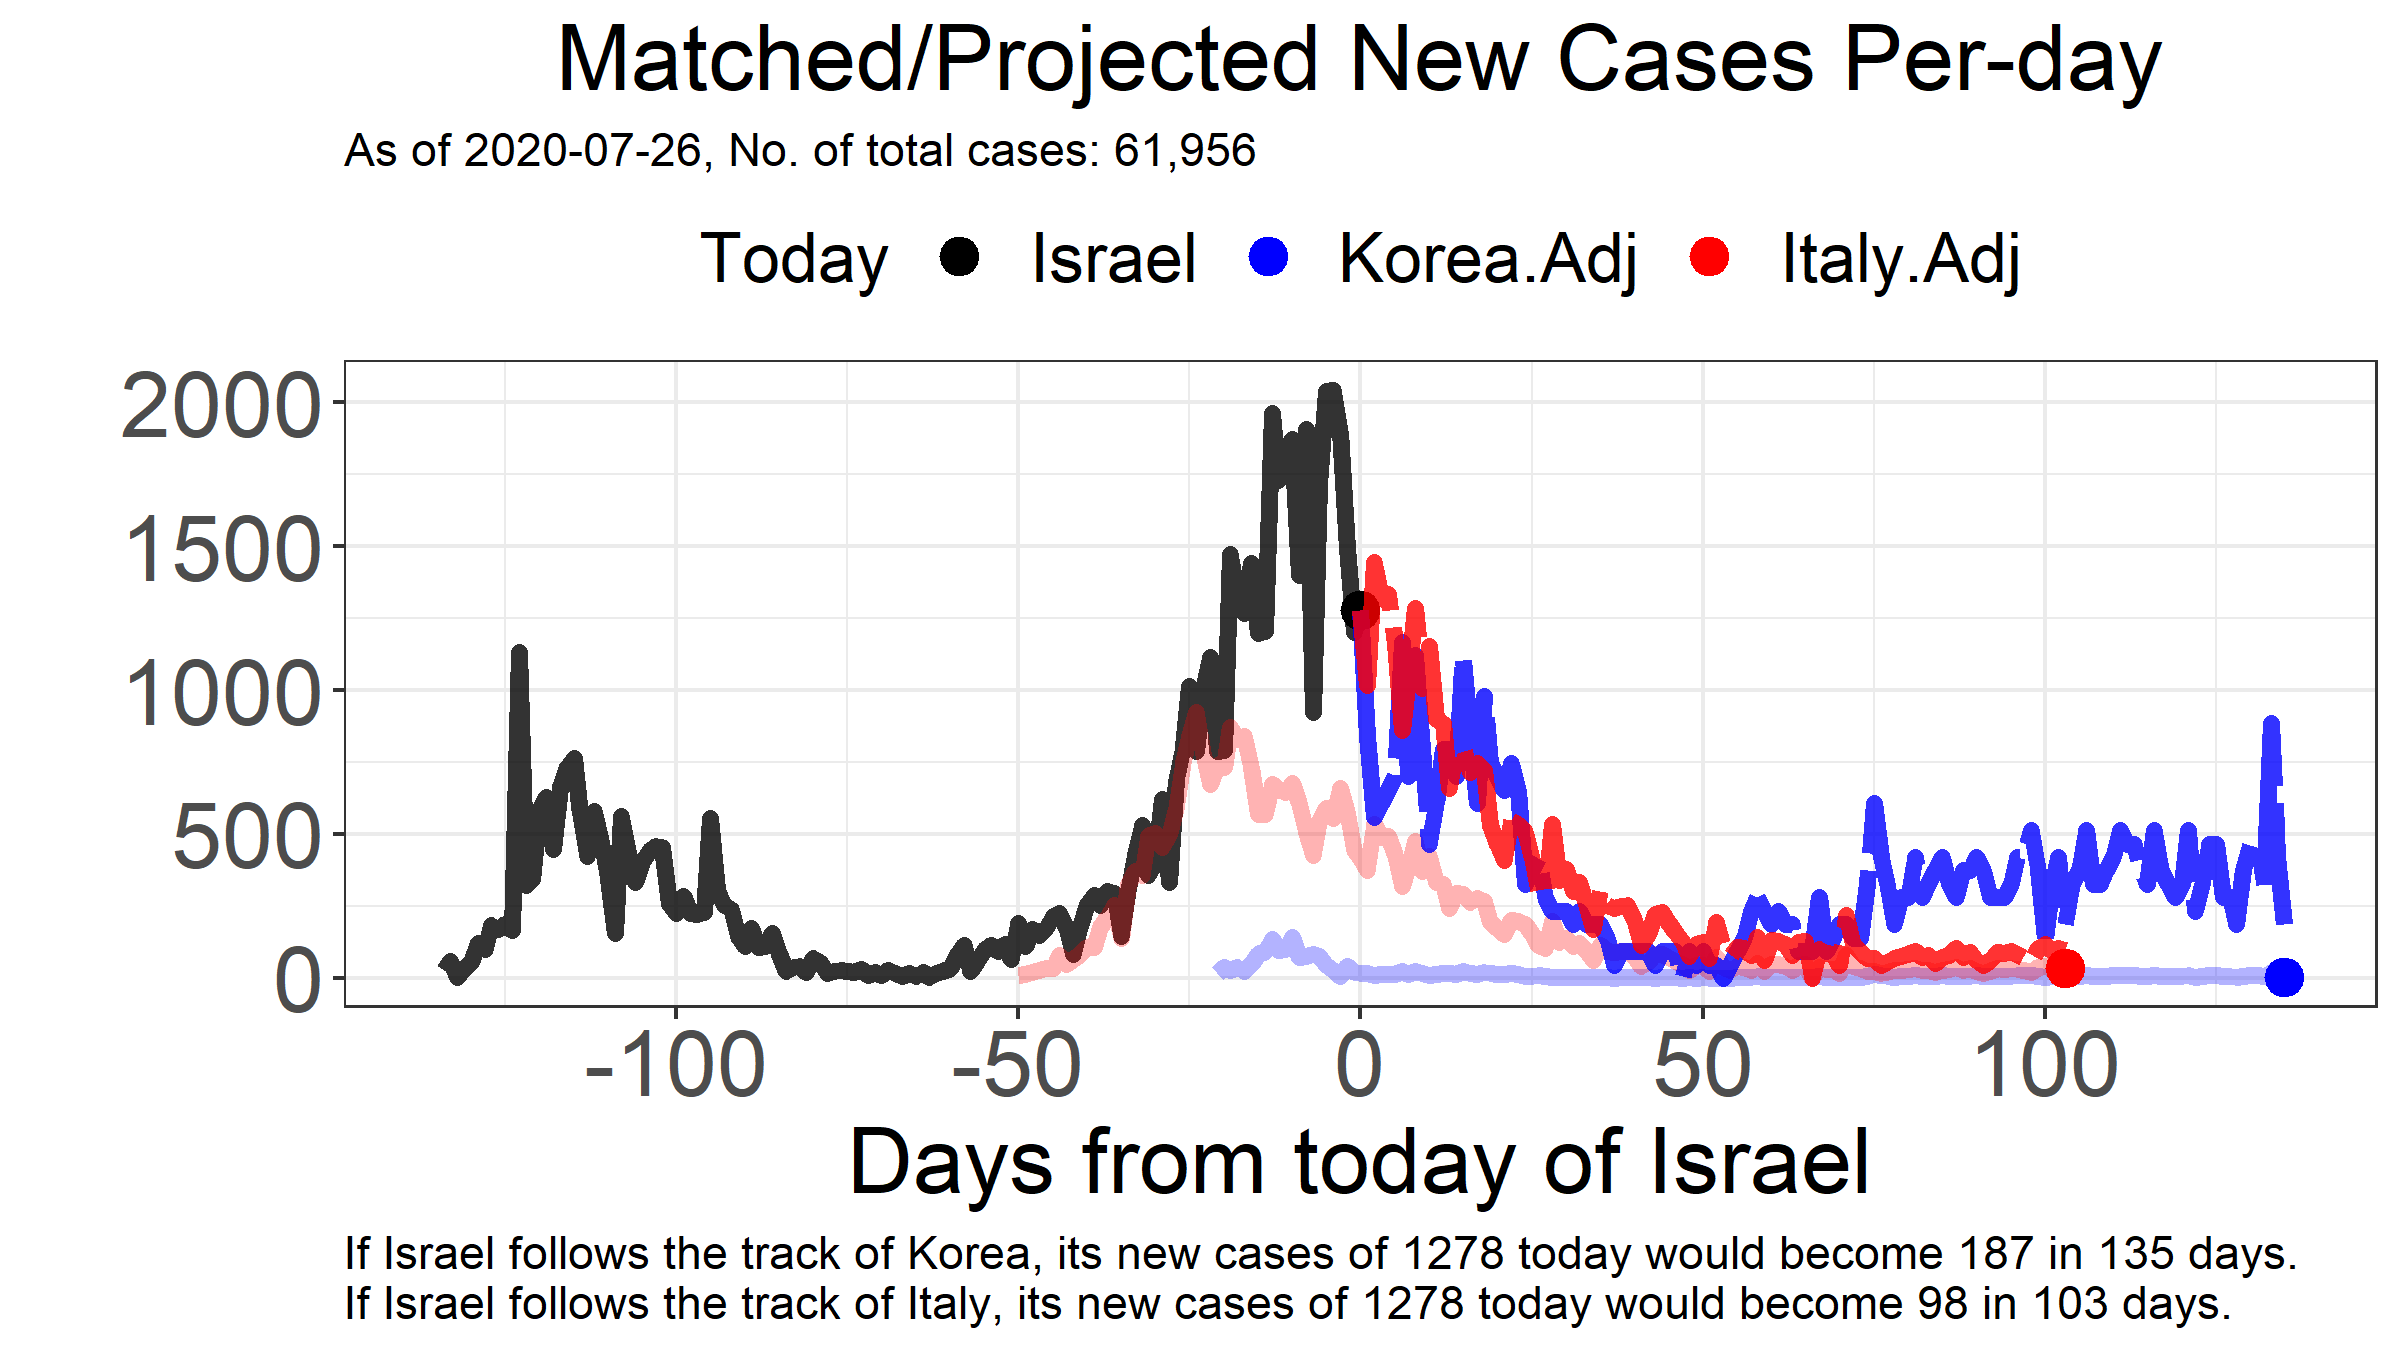 Matched/Projected New Cases Per-day
As of 2020-07-26, No. of total cases: 61,956
Today Israel Korea.Adj Italy.Adj
2000
1500
1000
500
0
-100 -50 0 50 100
Days from today of Israel
If Israel follows the track of Korea, its new cases of 1278 today would become 187 in 135 days.
If Israel follows the track of Italy, its new cases of 1278 today would become 98 in 103 days.